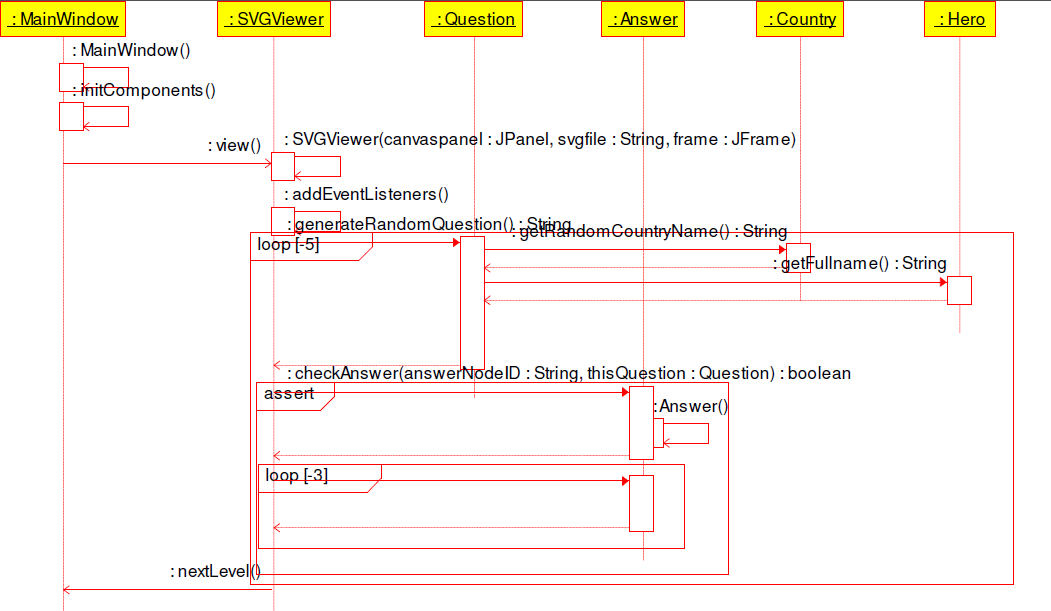 : MainWindow
: SVGViewer
: Question
: Answer
: Country
: Hero
: MainWindow()
: initComponents()
: view()
: SVGViewer(canvaspanel : JPanel, svgfile : String, frame : JFrame)
: addEventListeners()
: generateRandomQuestion() : String
: getRandomCountryName() : String
loop [-5]
: getFullname() : String
: checkAnswer(answerNodeID : String, thisQuestion : Question) : boolean
assert
: Answer()
loop [-3]
: nextLevel()